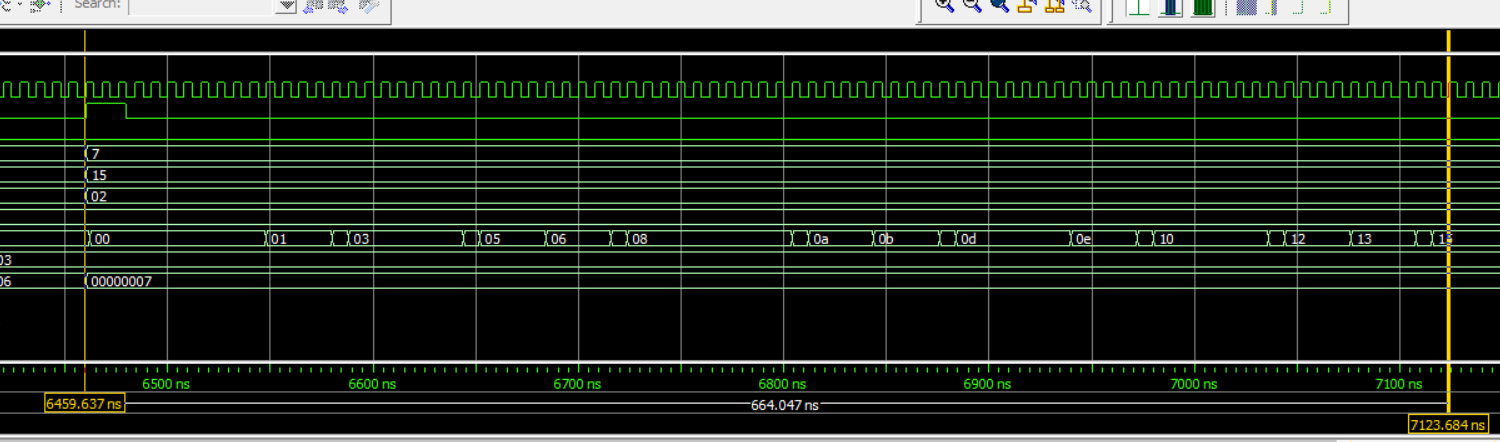 Search:
7
15
02
00 01 03 05 06 08 0a 0b 0d 0e 10 12 13
03
06 00000007
6500 ns 6600 ns 6700 ns 6800 ns 6900 ns 7000 ns 7100 ns
6459.637 ns 664.047 ns
7123.684 ns